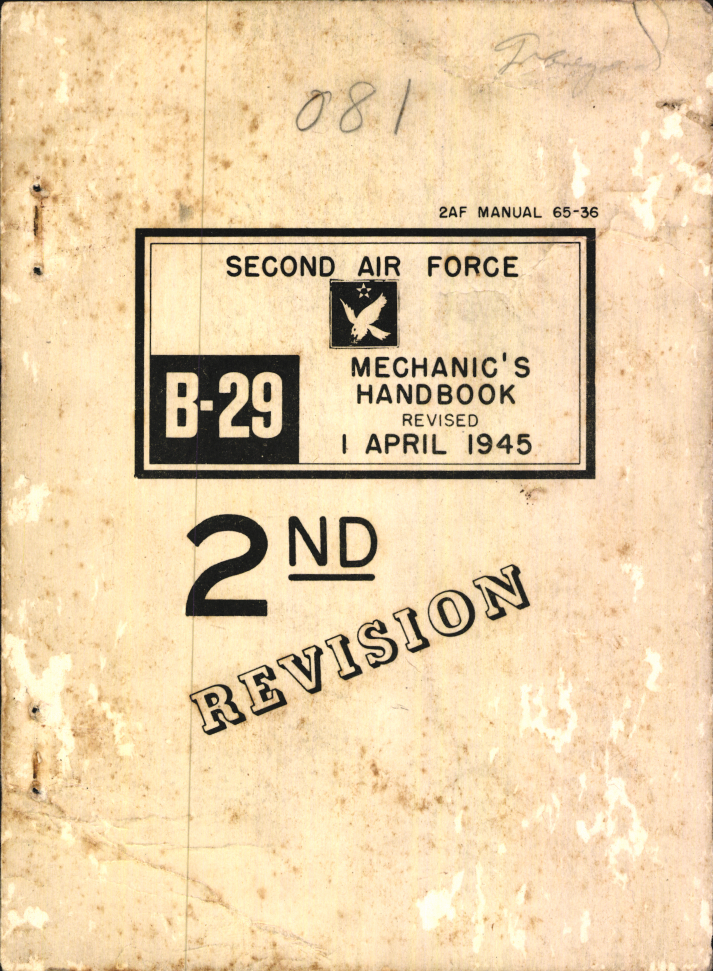 081
2AF MANUAL 65-36
SECOND AIR FORCE
B-29
MECHANIC'S
HANDBOOK
REVISED
1 APRIL 1945
2ND
REVISION